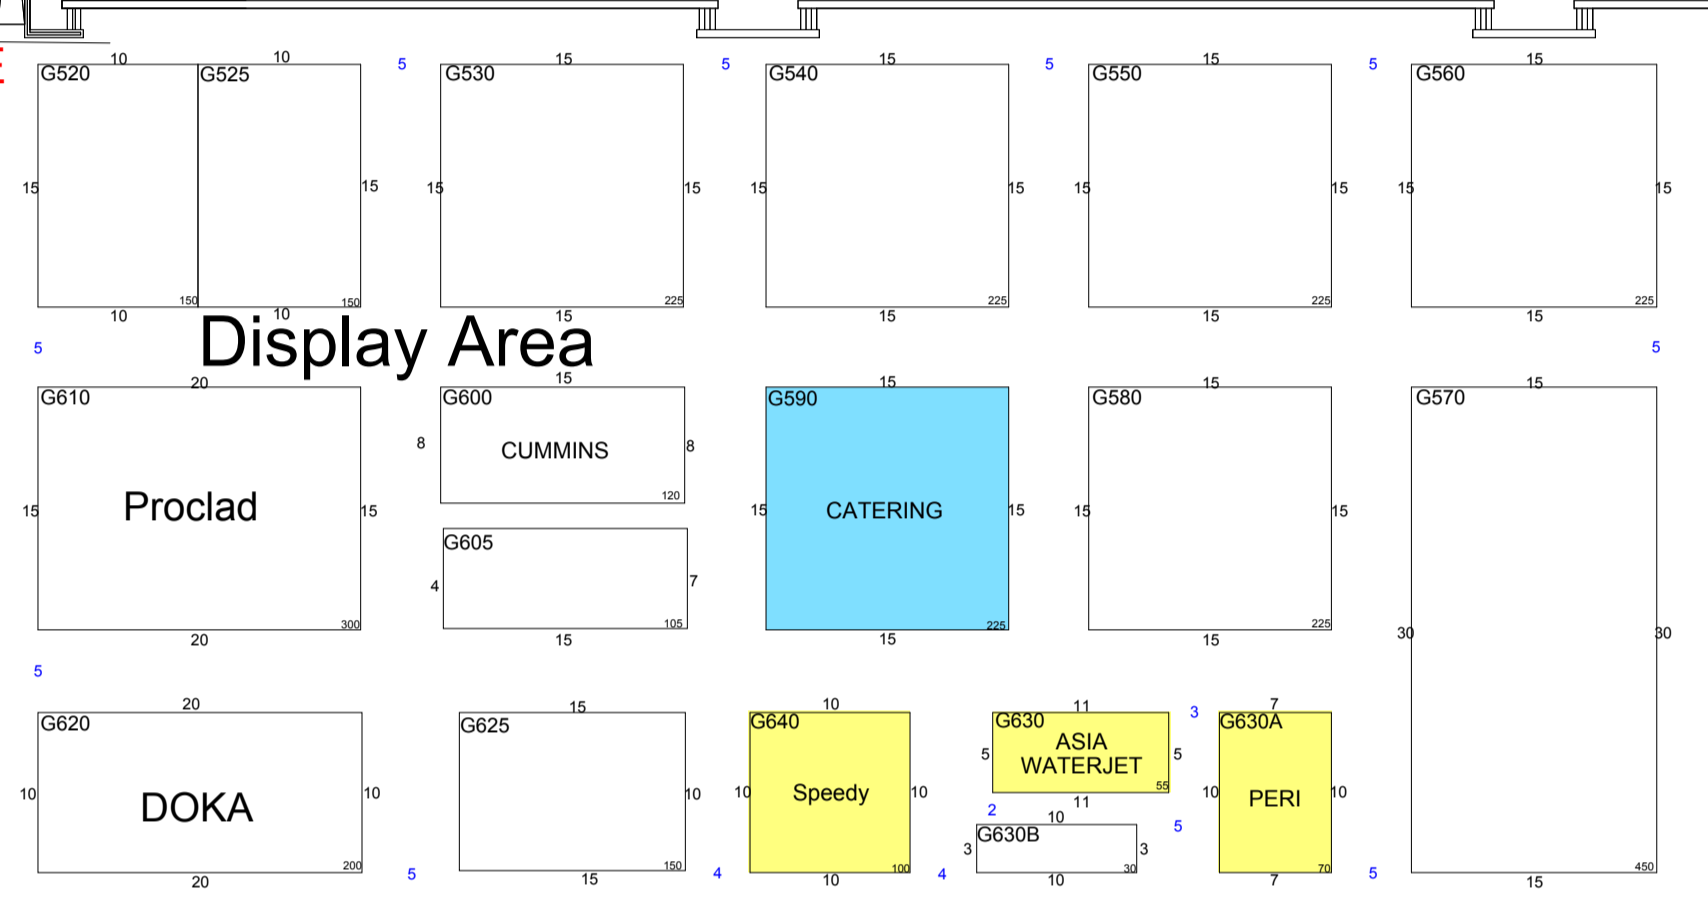 10 10 5 15 5 15 5 15 5 15
E
G520 G525 G530 G540 G550 G560
15 15 15 15 15 15 15 15 15 15
150 150 225 225 225 225
10 10 15 15 15 15
Display Area
5 5
20 15 15 15 15
G610 G600 G590 G580 G570
8 CUMMINS 8
120
15 Proclad 15 15 CATERING 15 15 15
G605
4 7
300 105 225 225
20 15 15 15
30 30
5
20 15 10 11 3 7
G620 G625 G640 G630 G630A
ASIA
5 WATERJET 5
55
10 DOKA 10 10 10 Speedy 10 10 PERI 10
11
2 10 5
G630B
3 3
200 150 100 30 70 450
20 5 15 4 10 4 10 7 5 15